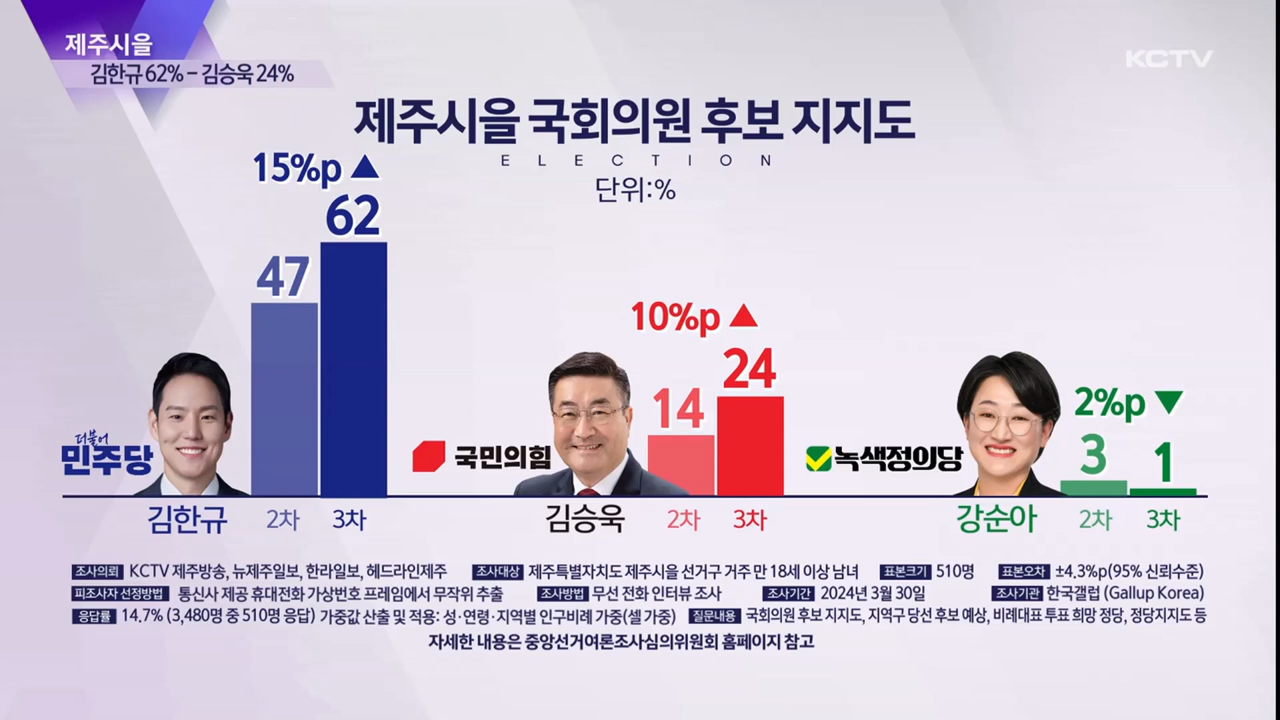 제주시을
김한규 62% – 김승욱 24%
KCTV
제주시을 국회의원 후보 지지도
ELECTION
단위:%
15%p ▲
62
47
10%p ▲
24
14
2%p ▼
3
1
더불어
민주당
국민의힘
녹색정의당
김한규 2차 3차
김승욱 2차 3차
강순아 2차 3차
조사의뢰 KCTV 제주방송, 뉴제주일보, 한라일보, 헤드라인제주 조사대상 제주특별자치도 제주시을 선거구 거주 만 18세 이상 남녀 표본크기 510명 표본오차 ±4.3%p(95% 신뢰수준)
피조사자 선정방법 통신사 제공 휴대전화 가상번호 프레임에서 무작위 추출 조사방법 무선 전화 인터뷰 조사 조사기간 2024년 3월 30일 조사기관 한국갤럽 (Gallup Korea)
응답률 14.7% (3,480명 중 510명 응답) 가중값 산출 및 적용: 성·연령·지역별 인구비례 가중(셀 가중) 질문내용 국회의원 후보 지지도, 지역구 당선 후보 예상, 비례대표 투표 희망 정당, 정당지지도 등
자세한 내용은 중앙선거여론조사심의위원회 홈페이지 참고